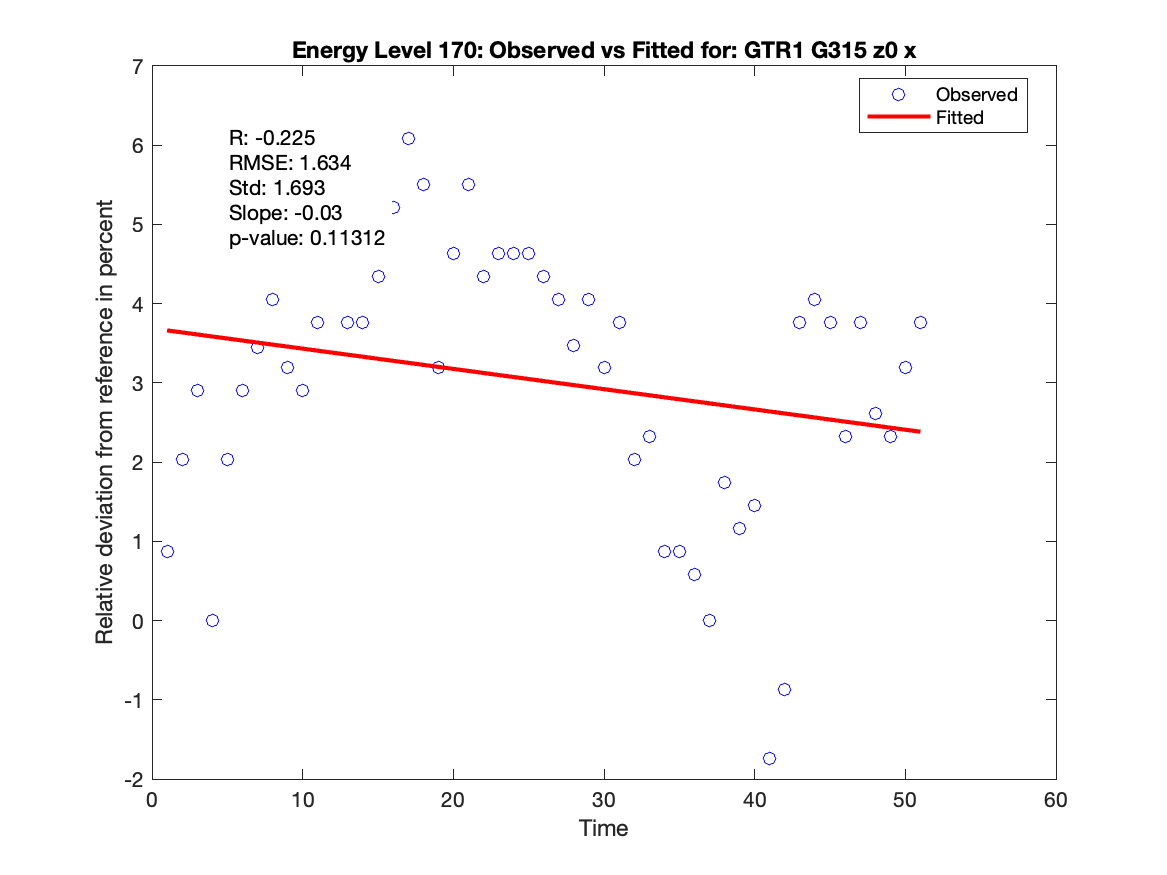 Energy Level 170: Observed vs Fitted for: GTR1 G315 z0 x
Observed
Fitted
R: -0.225
RMSE: 1.634
Std: 1.693
Slope: -0.03
p-value: 0.11312
7
6
5
4
3
2
1
0
-1
-2
Relative deviation from reference in percent
0 10 20 30 40 50 60
Time